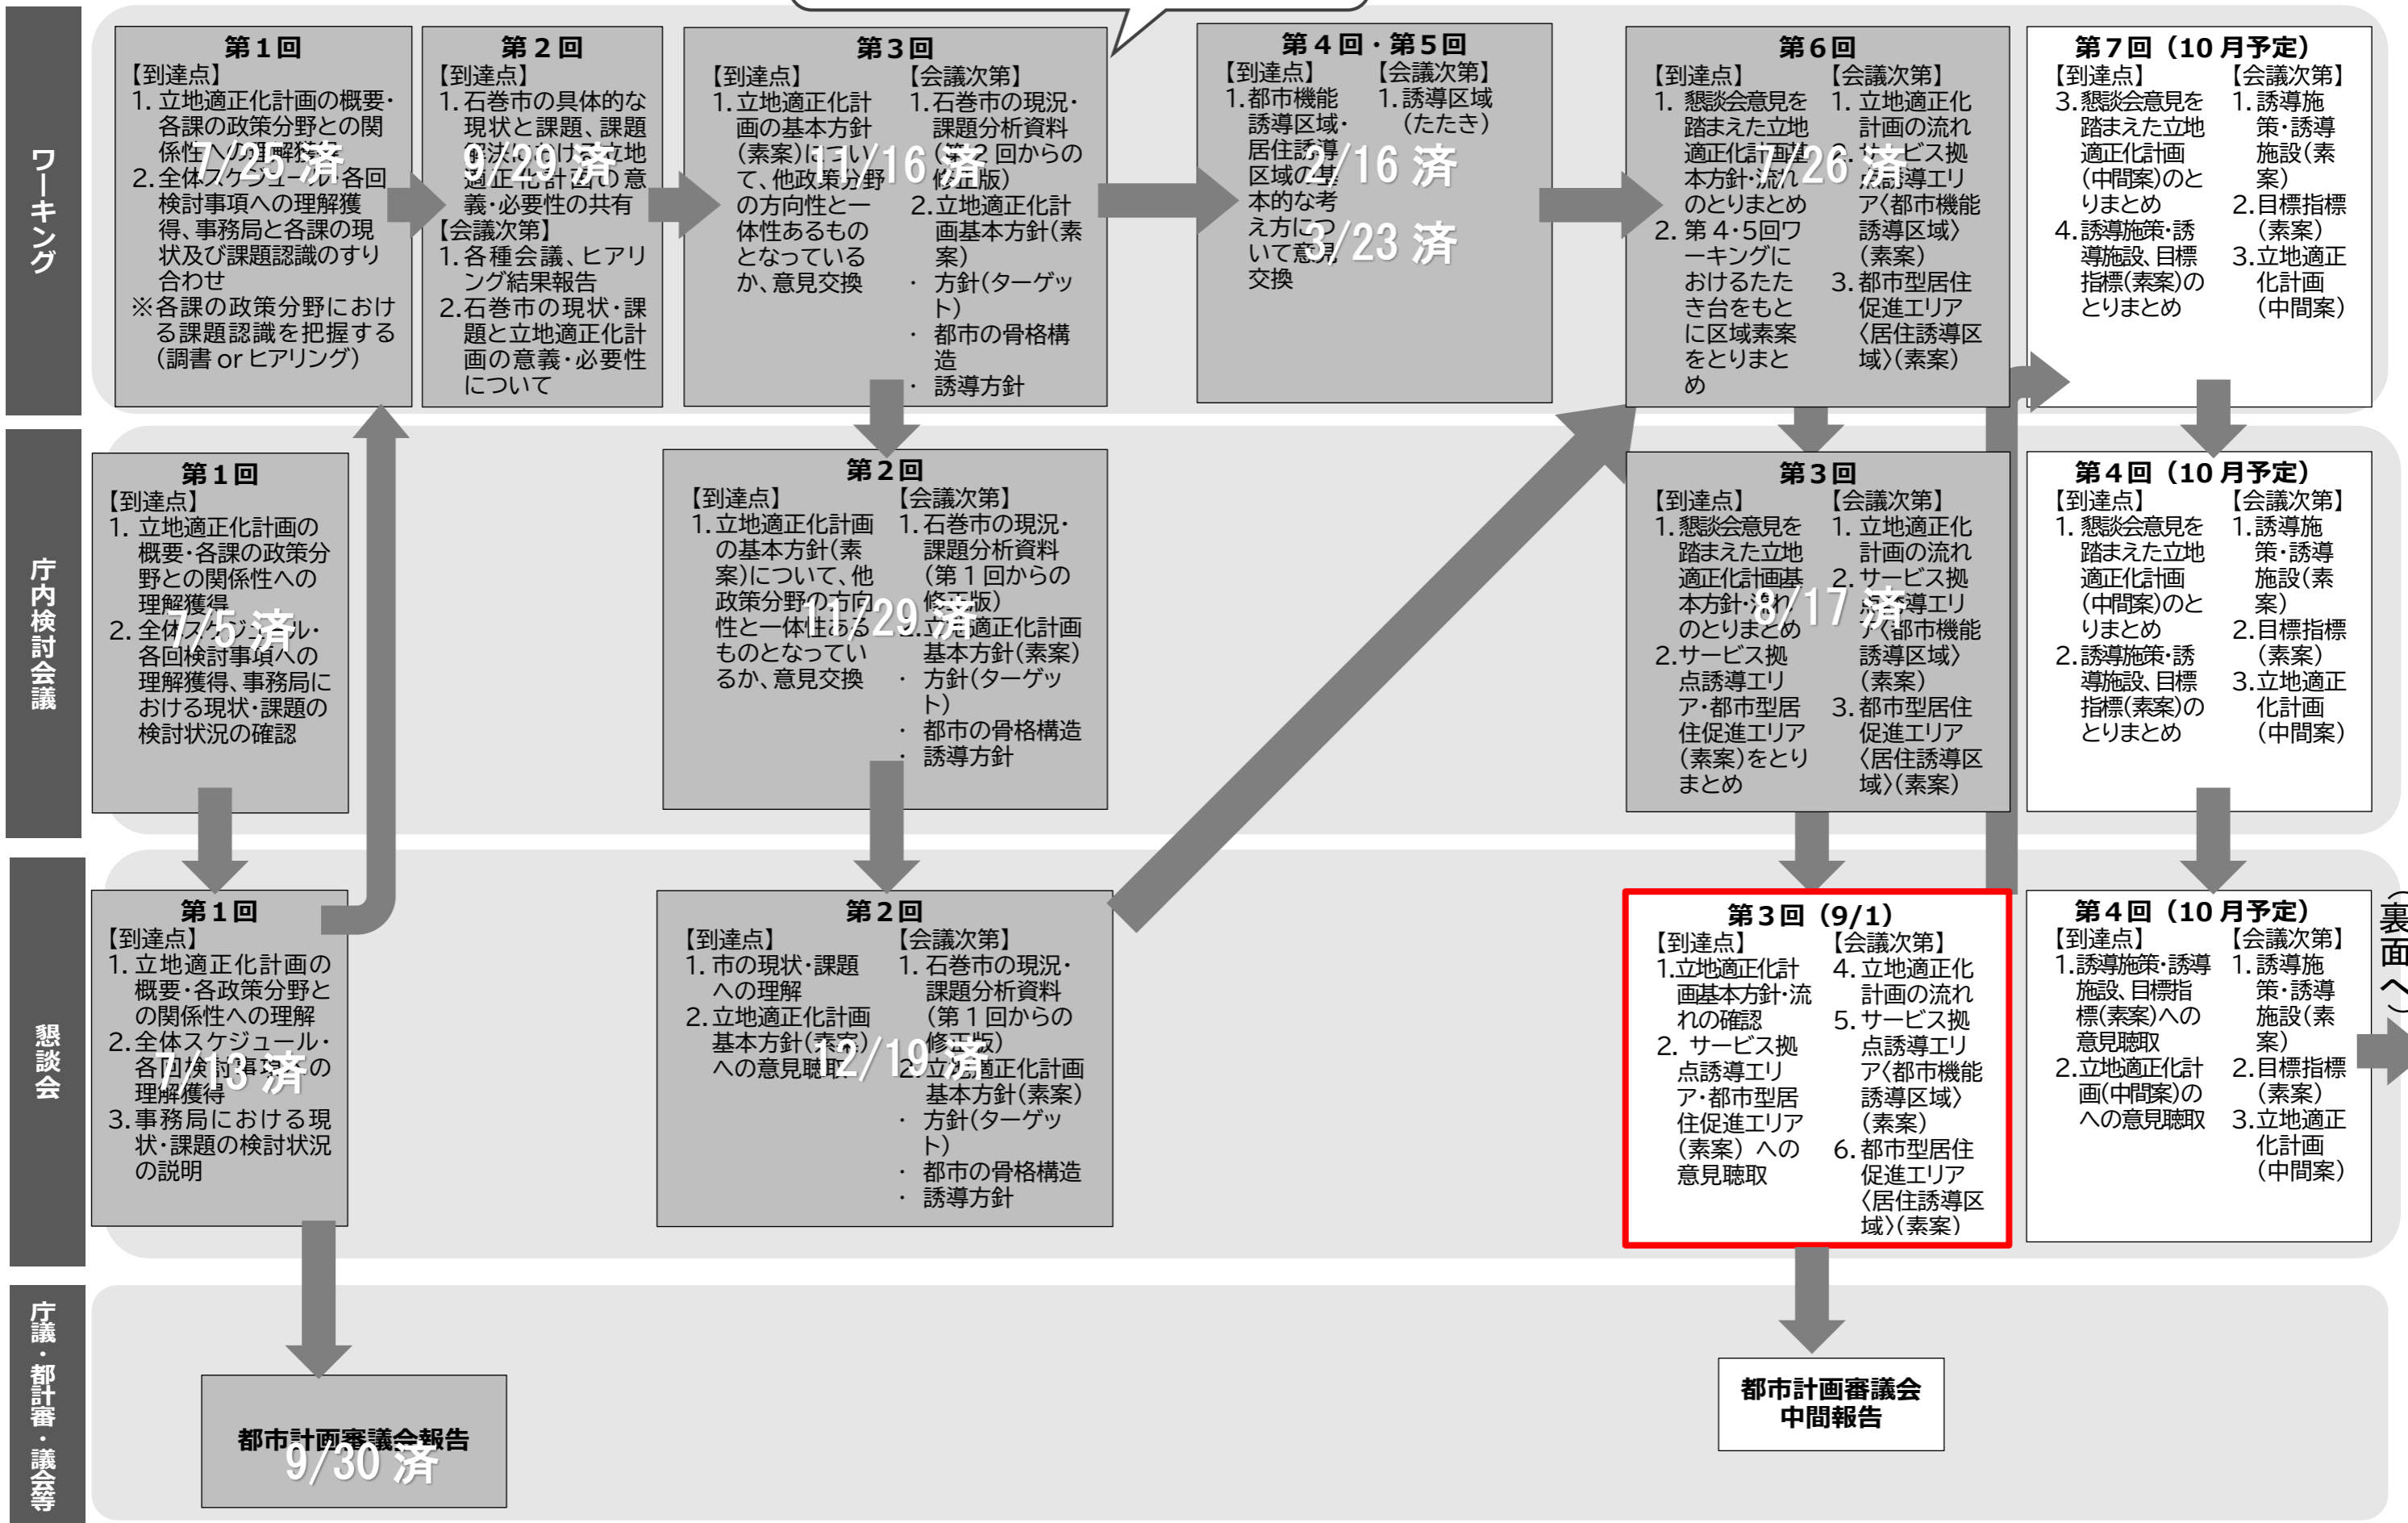 ワーキング
第1回
【到達点】
1. 立地適正化計画の概要・
各課の政策分野との関
係性への理解獲得
2. 全体スケジュール・各回
検討事項への理解獲
得、事務局と各課の現
状及び課題認識のすり
合わせ
※各課の政策分野におけ
る課題認識を把握する
(調書 or ヒアリング)
7/25 済
第2回
【到達点】
1. 石巻市の具体的な
現状と課題、課題
解決における立地
適正化計画の意
義・必要性の共有
【会議次第】
1. 各種会議、ヒアリ
ング結果報告
2. 石巻市の現状・課
題と立地適正化計
画の意義・必要性
について
9/29 済
第3回
【到達点】
1. 立地適正化計
画の基本方針
(素案)につい
て、他政策分野
の方向性と一
体性あるもの
となっている
か、意見交換
【会議次第】
1. 石巻市の現況・
課題分析資料
(第2回からの
修正版)
2. 立地適正化計
画基本方針(素
案)
・ 方針(ターゲッ
ト)
・ 都市の骨格構
造
・ 誘導方針
11/16 済
第4回・第5回
【到達点】
1. 都市機能
誘導区域・
居住誘導
区域の基
本的な考
え方につ
いて意見
交換
【会議次第】
1. 誘導区域
(たたき)
2/16 済
3/23 済
第6回
【到達点】
1. 懇談会意見を
踏まえた立地
適正化計画基
本方針・流れ
のとりまとめ
2. 第4・5回ワ
ーキングに
おけるたた
き台をもと
に区域素案
をとりまと
め
【会議次第】
1. 立地適正化
計画の流れ
2. サービス拠
点誘導エリ
ア〈都市機能
誘導区域〉
(素案)
3. 都市型居住
促進エリア
〈居住誘導区
域〉(素案)
7/26 済
第7回(10月予定)
【到達点】
3. 懇談会意見を
踏まえた立地
適正化計画
(中間案)のと
りまとめ
4. 誘導施策・誘
導施設、目標
指標(素案)の
とりまとめ
【会議次第】
1. 誘導施
策・誘導
施設(素
案)
2. 目標指標
(素案)
3. 立地適正
化計画
(中間案)
庁内検討会議
第1回
【到達点】
1. 立地適正化計画の
概要・各課の政策分
野との関係性への
理解獲得
2. 全体スケジュール・
各回検討事項への
理解獲得、事務局に
おける現状・課題の
検討状況の確認
7/5 済
第2回
【到達点】
1. 立地適正化計画
の基本方針(素
案)について、他
政策分野の方向
性と一体性ある
ものとなってい
るか、意見交換
【会議次第】
1. 石巻市の現況・
課題分析資料
(第1回からの
修正版)
2. 立地適正化計画
基本方針(素案)
・ 方針(ターゲッ
ト)
・ 都市の骨格構造
・ 誘導方針
11/29 済
第3回
【到達点】
1. 懇談会意見を
踏まえた立地
適正化計画基
本方針・流れ
のとりまとめ
2. サービス拠
点誘導エリ
ア・都市型居
住促進エリア
(素案)をとり
まとめ
【会議次第】
1. 立地適正化
計画の流れ
2. サービス拠
点誘導エリ
ア〈都市機能
誘導区域〉
(素案)
3. 都市型居住
促進エリア
〈居住誘導区
域〉(素案)
8/17 済
第4回(10月予定)
【到達点】
1. 懇談会意見を
踏まえた立地
適正化計画
(中間案)のと
りまとめ
2. 誘導施策・誘
導施設、目標
指標(素案)の
とりまとめ
【会議次第】
1. 誘導施
策・誘導
施設(素
案)
2. 目標指標
(素案)
3. 立地適正
化計画
(中間案)
懇談会
第1回
【到達点】
1. 立地適正化計画の
概要・各政策分野と
の関係性への理解
2. 全体スケジュール・
各回検討事項への
理解獲得
3. 事務局における現
状・課題の検討状況
の説明
7/13 済
第2回
【到達点】
1. 市の現状・課題
への理解
2. 立地適正化計画
基本方針(素案)
への意見聴取
【会議次第】
1. 石巻市の現況・
課題分析資料
(第1回からの
修正版)
2. 立地適正化計画
基本方針(素案)
・ 方針(ターゲッ
ト)
・ 都市の骨格構造
・ 誘導方針
12/19 済
第3回(9/1)
【到達点】
1. 立地適正化計
画基本方針・流
れの確認
2. サービス拠
点誘導エリ
ア・都市型居
住促進エリア
(素案) への
意見聴取
【会議次第】
4. 立地適正化
計画の流れ
5. サービス拠
点誘導エリ
ア〈都市機能
誘導区域〉
(素案)
6. 都市型居住
促進エリア
〈居住誘導区
域〉(素案)
第4回(10月予定)
【到達点】
1. 誘導施策・誘導
施設、目標指
標(素案)への
意見聴取
2. 立地適正化計
画(中間案)の
への意見聴取
【会議次第】
1. 誘導施
策・誘導
施設(素
案)
2. 目標指標
(素案)
3. 立地適正
化計画
(中間案)
(裏面へ)
庁議・都計審・議会等
都市計画審議会報告
9/30 済
都市計画審議会
中間報告